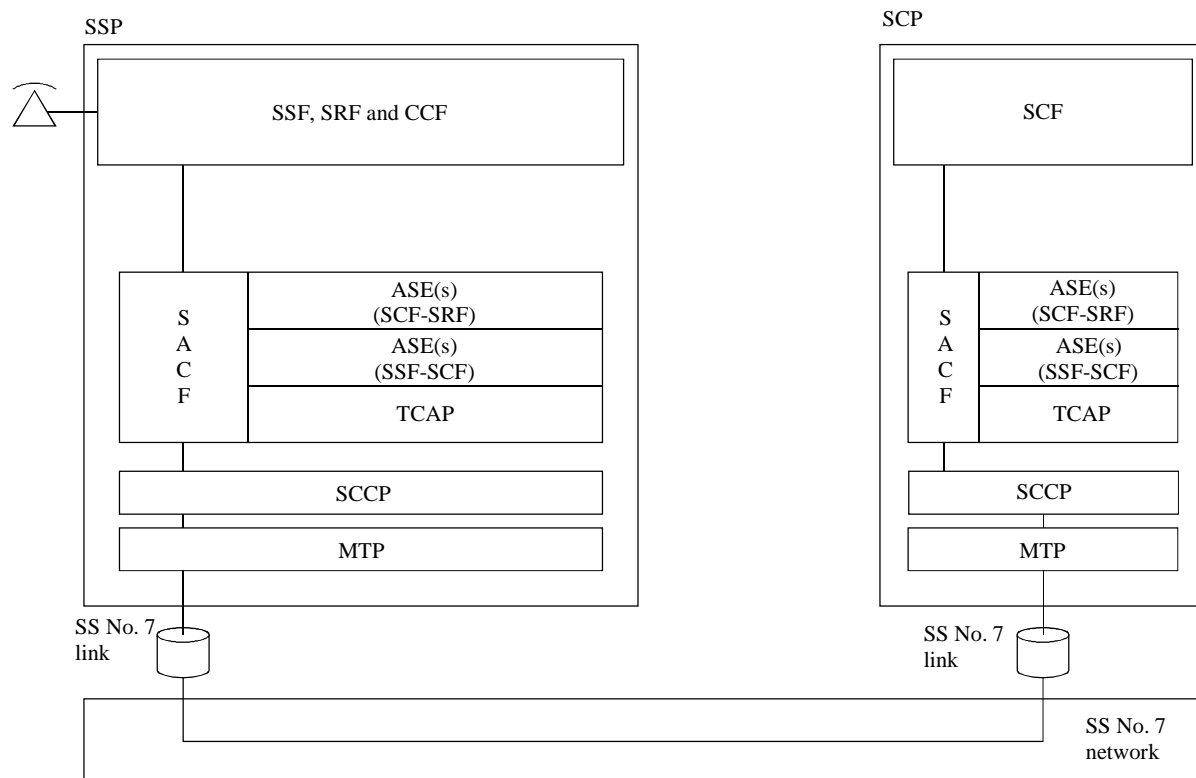 SSP
SCP
SSF, SRF and CCF
SCF
S
A
C
F
ASE(s)
(SCF-SRF)
ASE(s)
(SSF-SCF)
TCAP
S
A
C
F
ASE(s)
(SCF-SRF)
ASE(s)
(SSF-SCF)
TCAP
SCCP
SCCP
MTP
MTP
SS No. 7
link
SS No. 7
link
SS No. 7
network